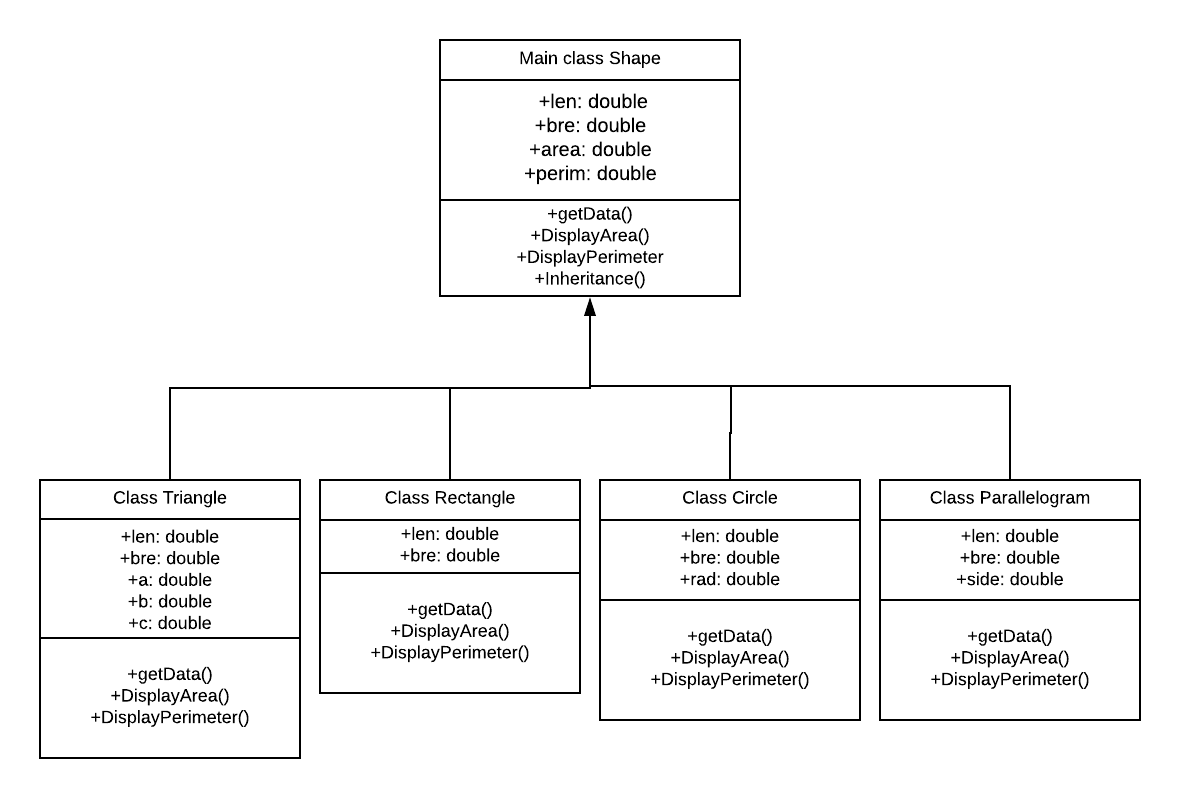 Main class Shape
+len: double
+bre: double
+area: double
+perim: double
+getData()
+DisplayArea()
+DisplayPerimeter
+Inheritance()
Class Triangle
+len: double
+bre: double
+a: double
+b: double
+c: double
+getData()
+DisplayArea()
+DisplayPerimeter()
Class Rectangle
+len: double
+bre: double
+getData()
+DisplayArea()
+DisplayPerimeter()
Class Circle
+len: double
+bre: double
+rad: double
+getData()
+DisplayArea()
+DisplayPerimeter()
Class Parallelogram
+len: double
+bre: double
+side: double
+getData()
+DisplayArea()
+DisplayPerimeter()